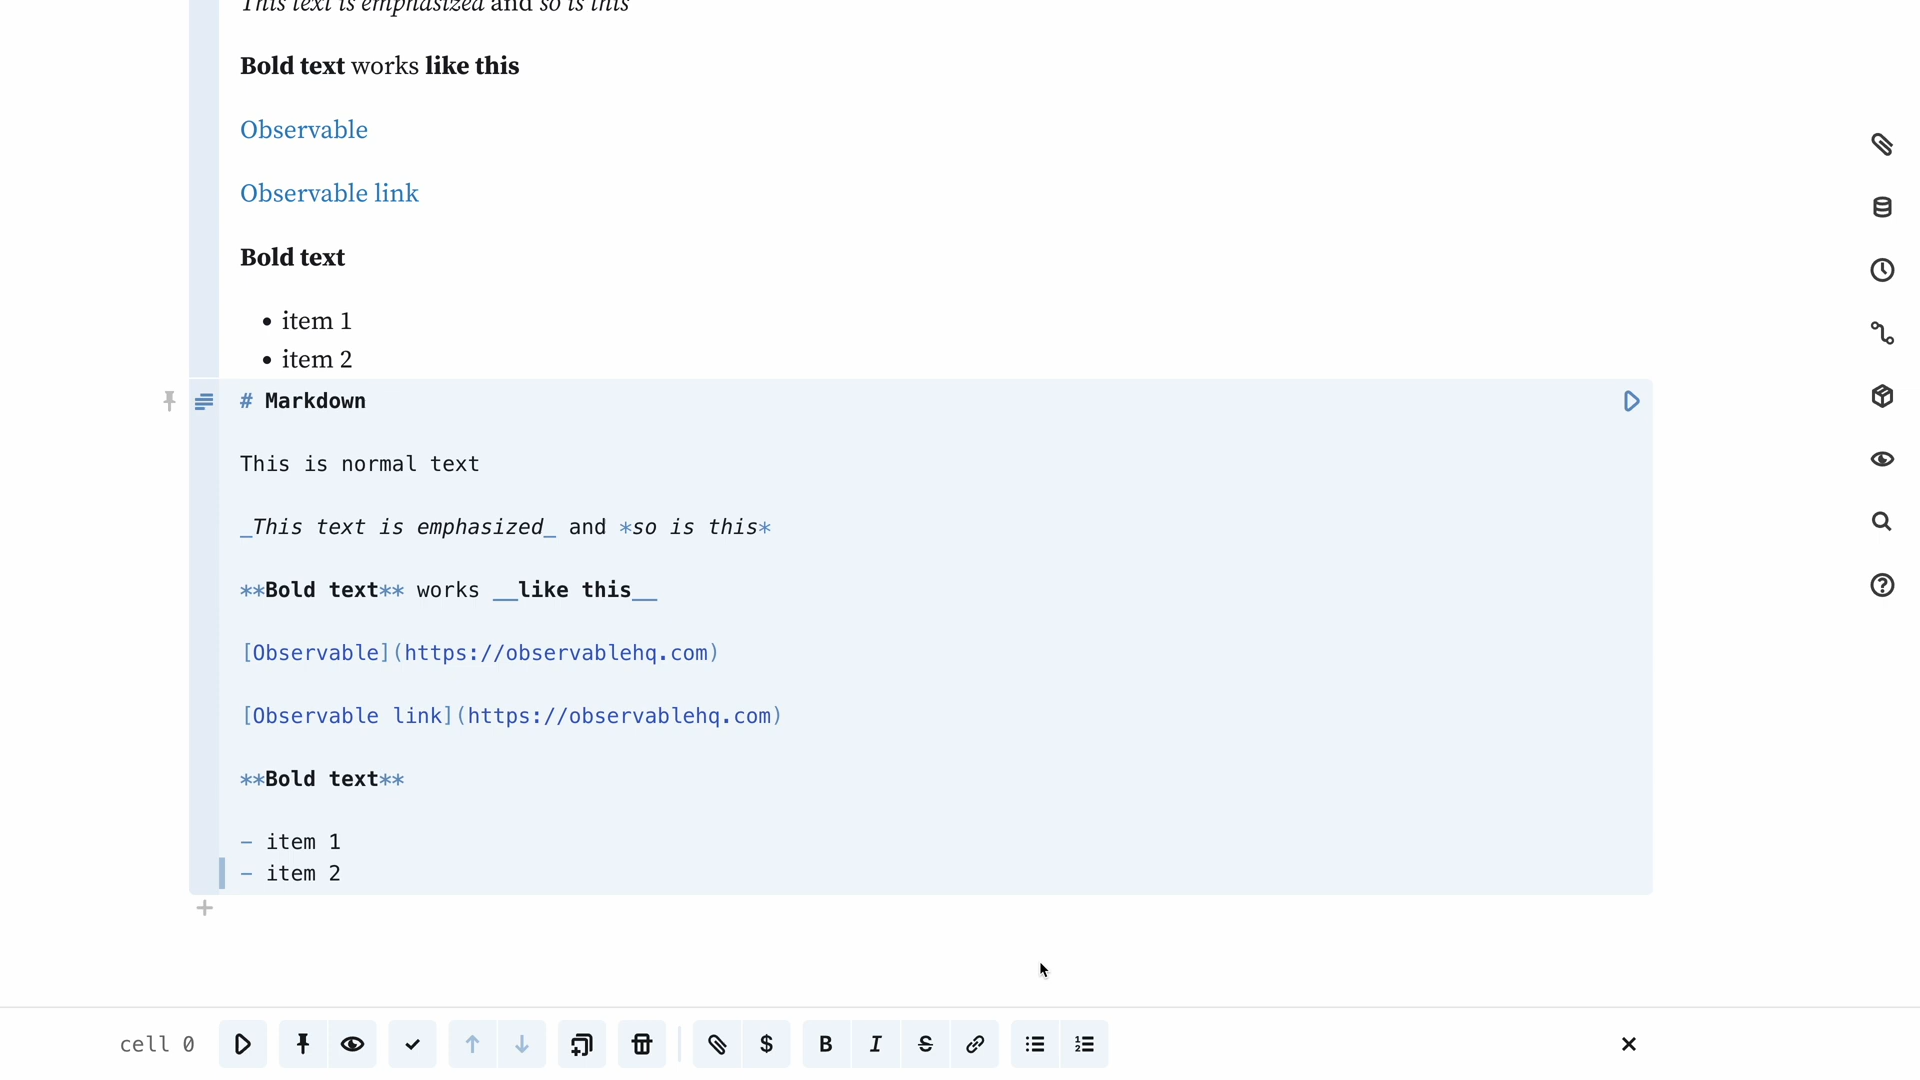 This text is emphasized and so is this
Bold text works like this
Observable
Observable link
Bold text
• item 1
• item 2
# Markdown
This is normal text
_This text is emphasized_ and *so is this*
**Bold text** works __like this__
[Observable](https://observablehq.com)
[Observable link](https://observablehq.com)
**Bold text**
- item 1
- item 2
cell 0